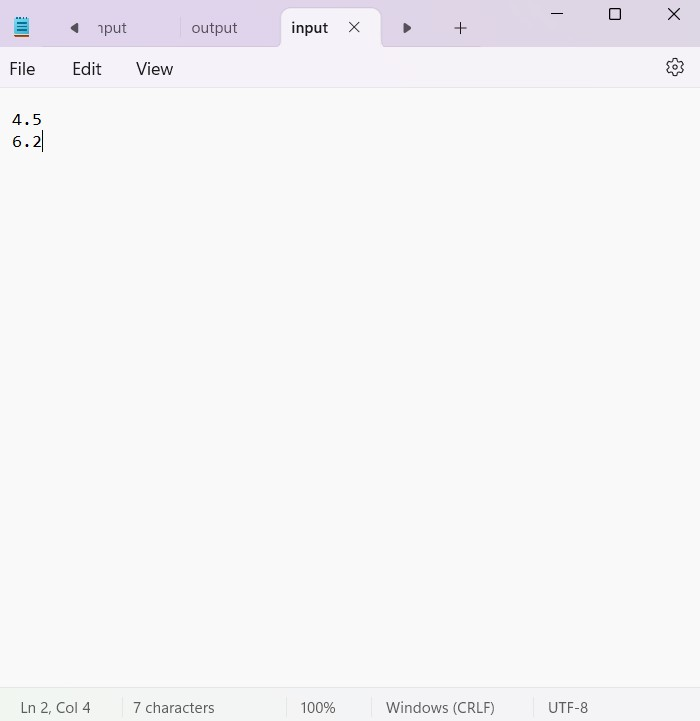 output
input
File Edit View
4.5
6.2
Ln 2, Col 4 7 characters 100% Windows (CRLF) UTF-8